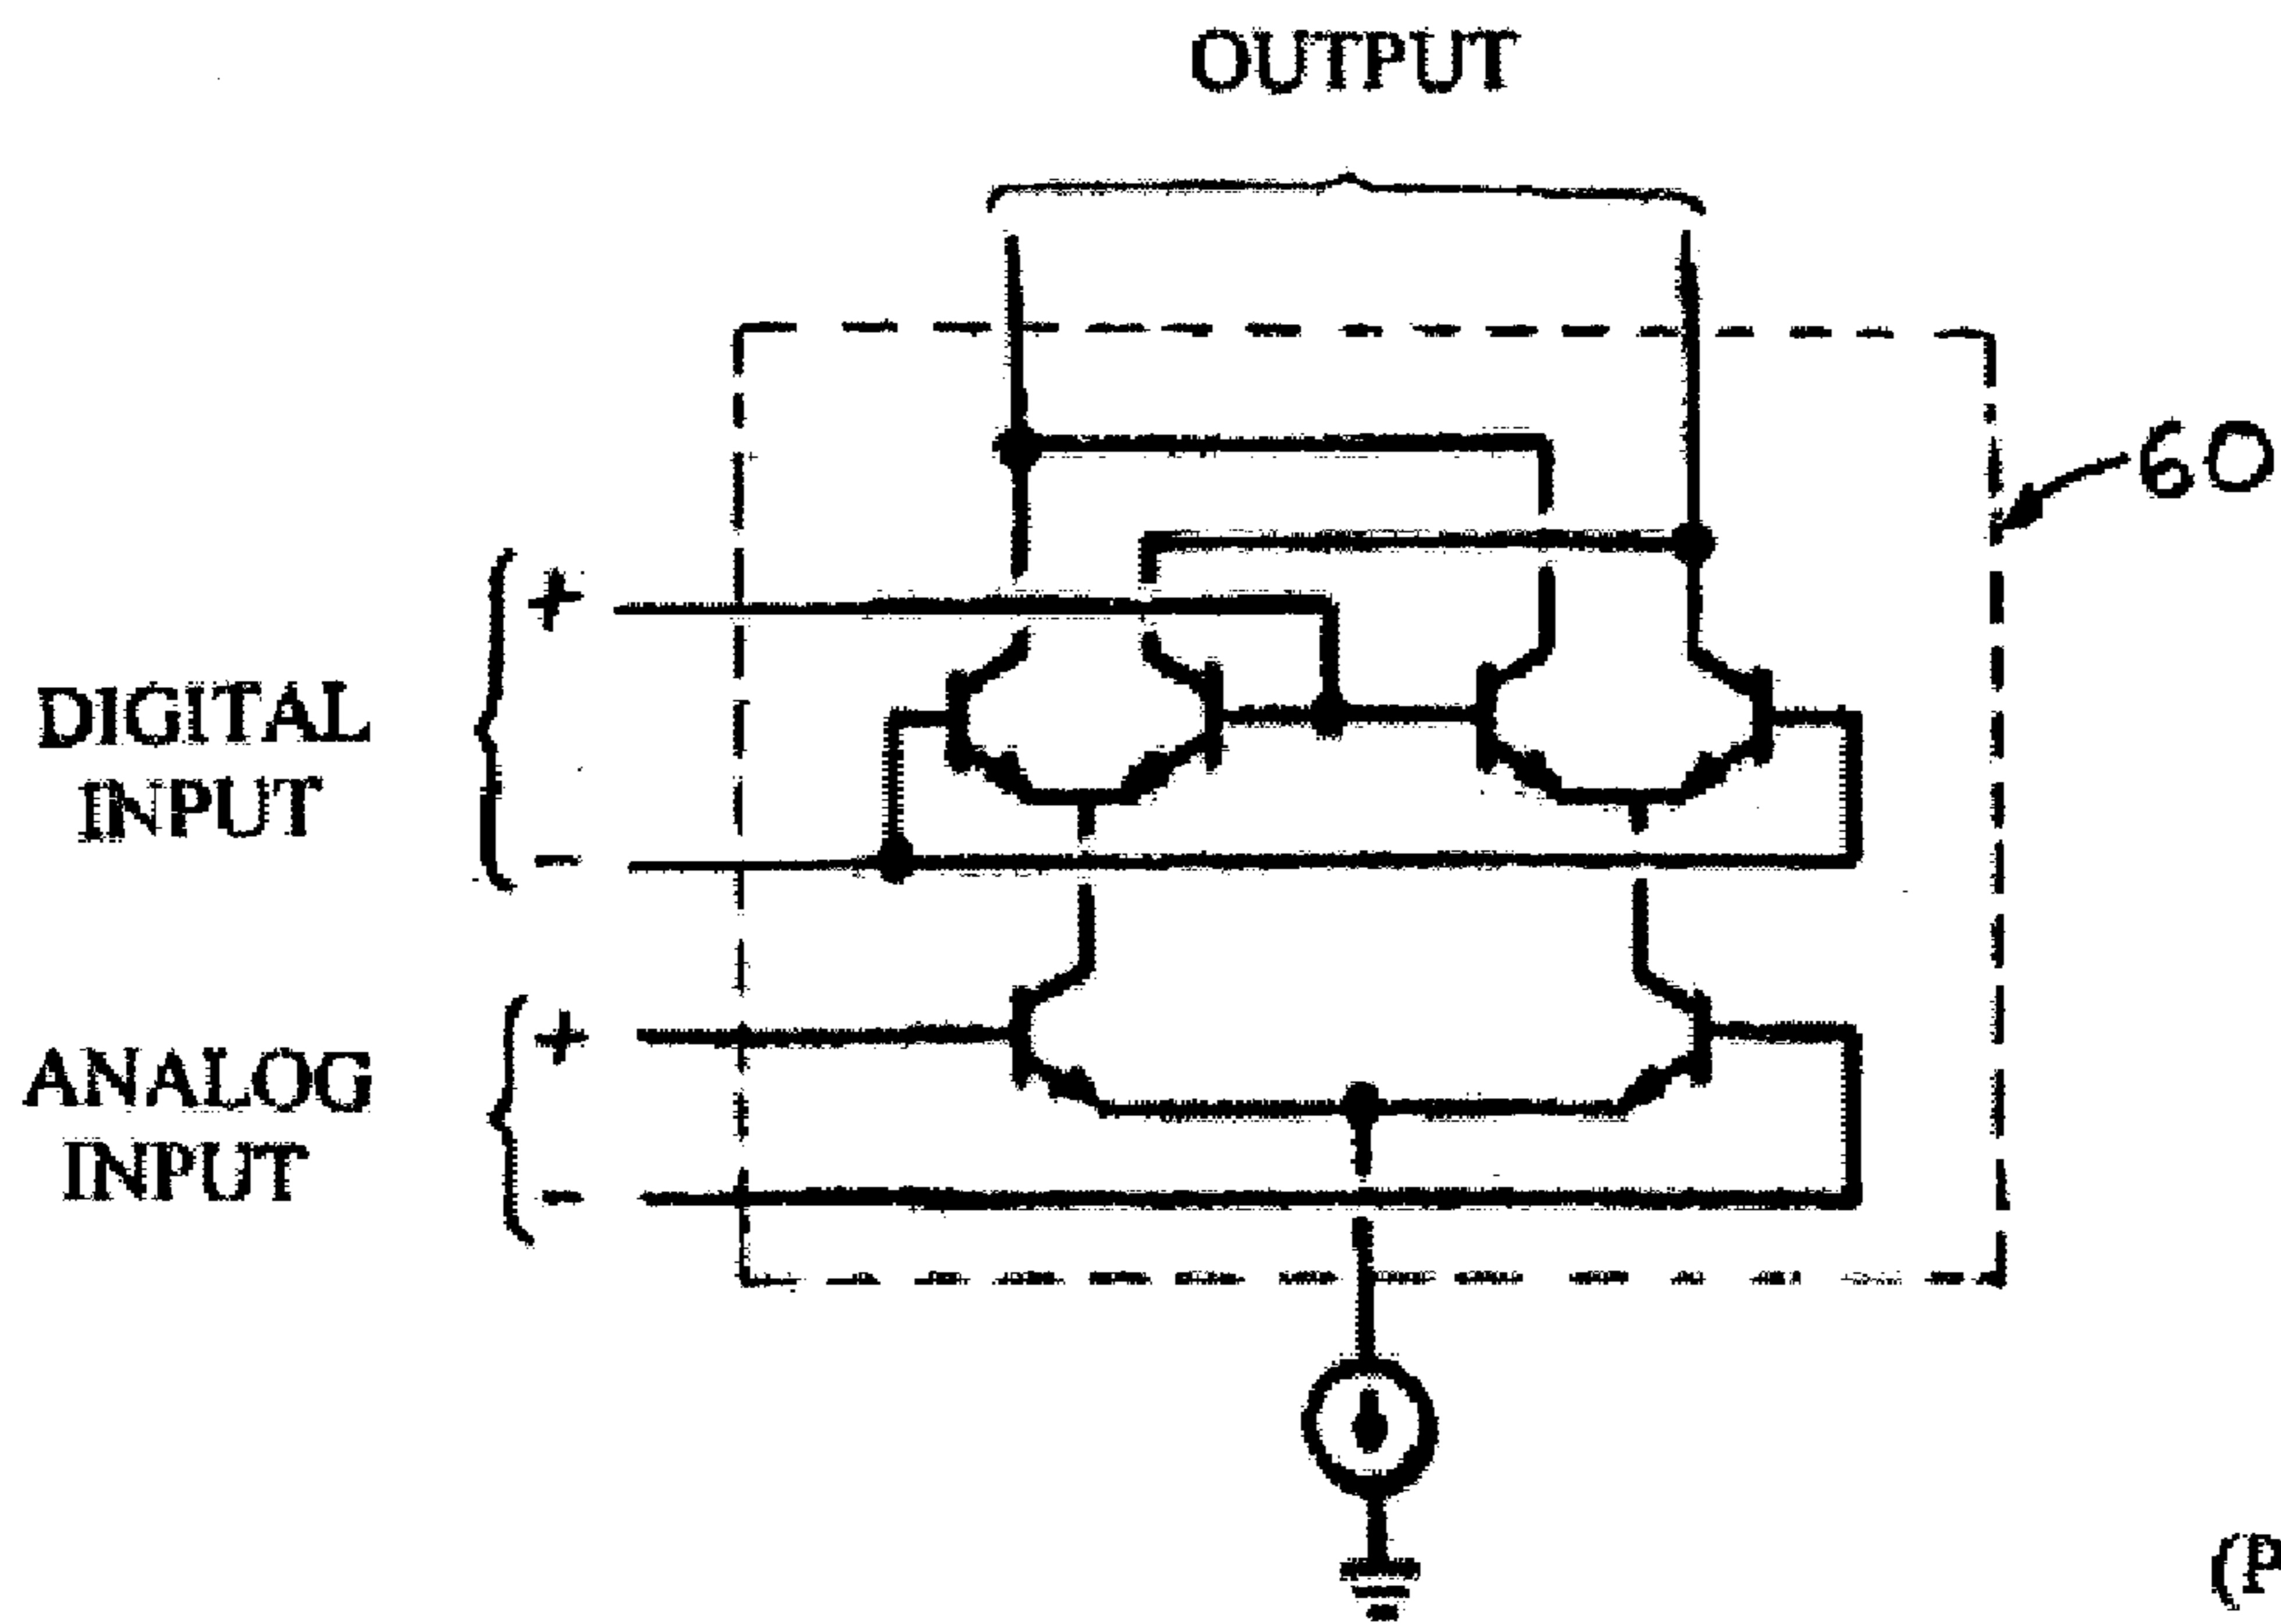 OUTPUT
60
+
DIGITAL
INPUT
-
+
ANALOG
INPUT
-
(P